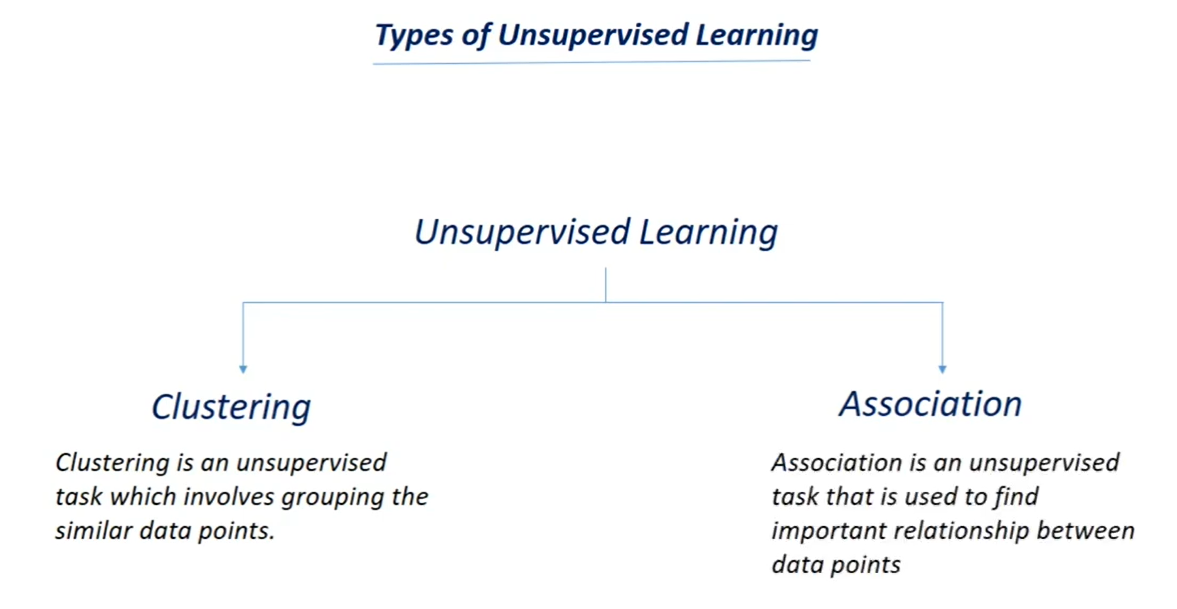 Types of Unsupervised Learning
Unsupervised Learning
Clustering
Clustering is an unsupervised
task which involves grouping the
similar data points.
Association
Association is an unsupervised
task that is used to find
important relationship between
data points